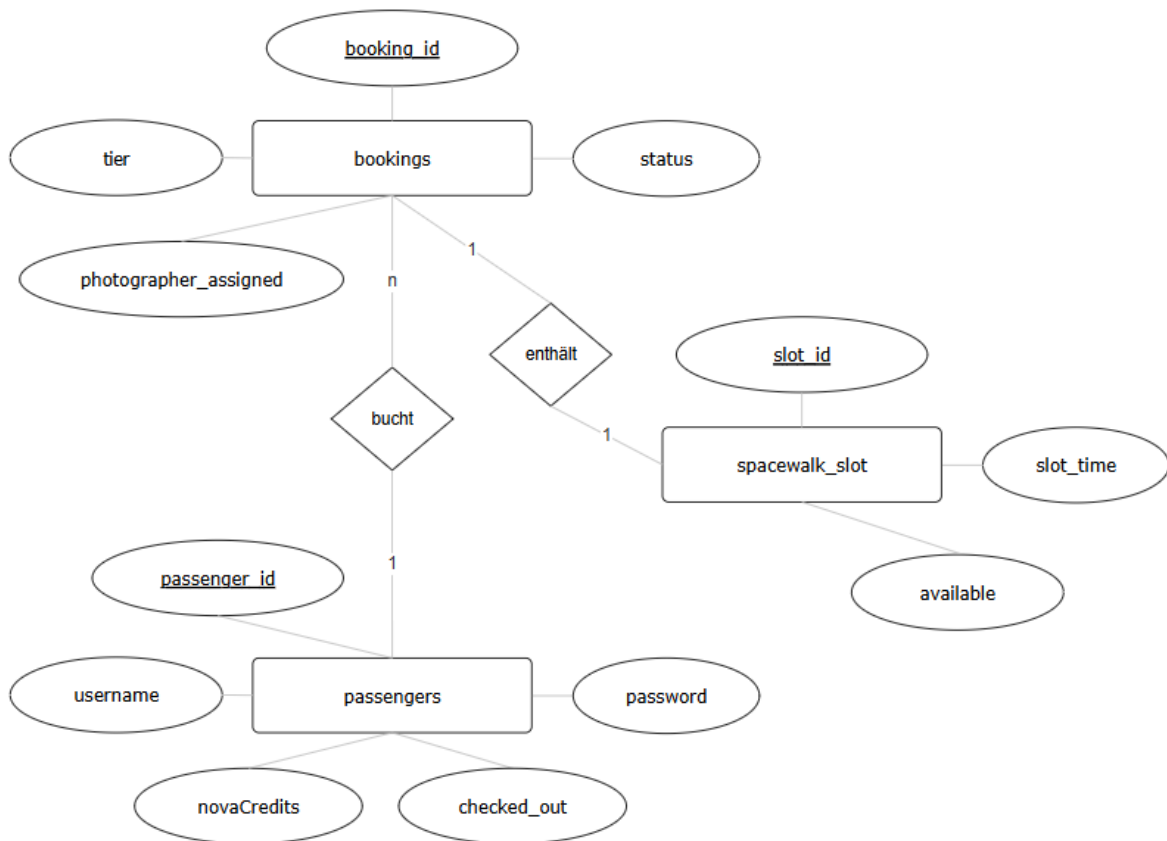 booking_id
tier
bookings
status
photographer_assigned
1
n
enthält
slot_id
bucht
1
spacewalk_slot
slot_time
1
passenger_id
available
username
passengers
password
novaCredits
checked_out